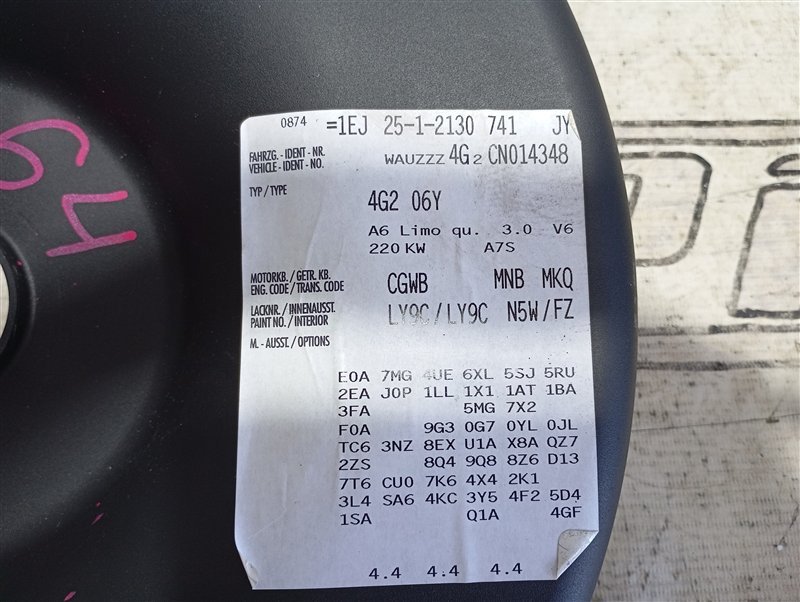 64
0874 =1EJ 25-1-2130 741 JY
FAHRZG. - IDENT - NR.
VEHICLE - IDENT - NO. WAUZZZ 4G2 CN014348
TYP / TYPE
4G2 06Y
A6 Limo qu. 3.0 V6
220 KW A7S
MOTORKB. / GETR. KB.
ENG. CODE / TRANS. CODE CGWB MNB MKQ
LACKNR. / INNENAUSST.
PAINT NO. / INTERIOR LY9C/LY9C N5W/FZ
M. - AUSST. / OPTIONS
E0A 7MG 4UE 6XL 5SJ 5RU
2EA J0P 1LL 1X1 1AT 1BA
3FA 5MG 7X2
F0A 9G3 0G7 0YL 0JL
TC6 3NZ 8EX U1A X8A QZ7
2ZS 8Q4 9Q8 8Z6 D13
7T6 CU0 7K6 4X4 2K1
3L4 SA6 4KC 3Y5 4F2 5D4
1SA Q1A 4GF
4.4 4.4 4.4